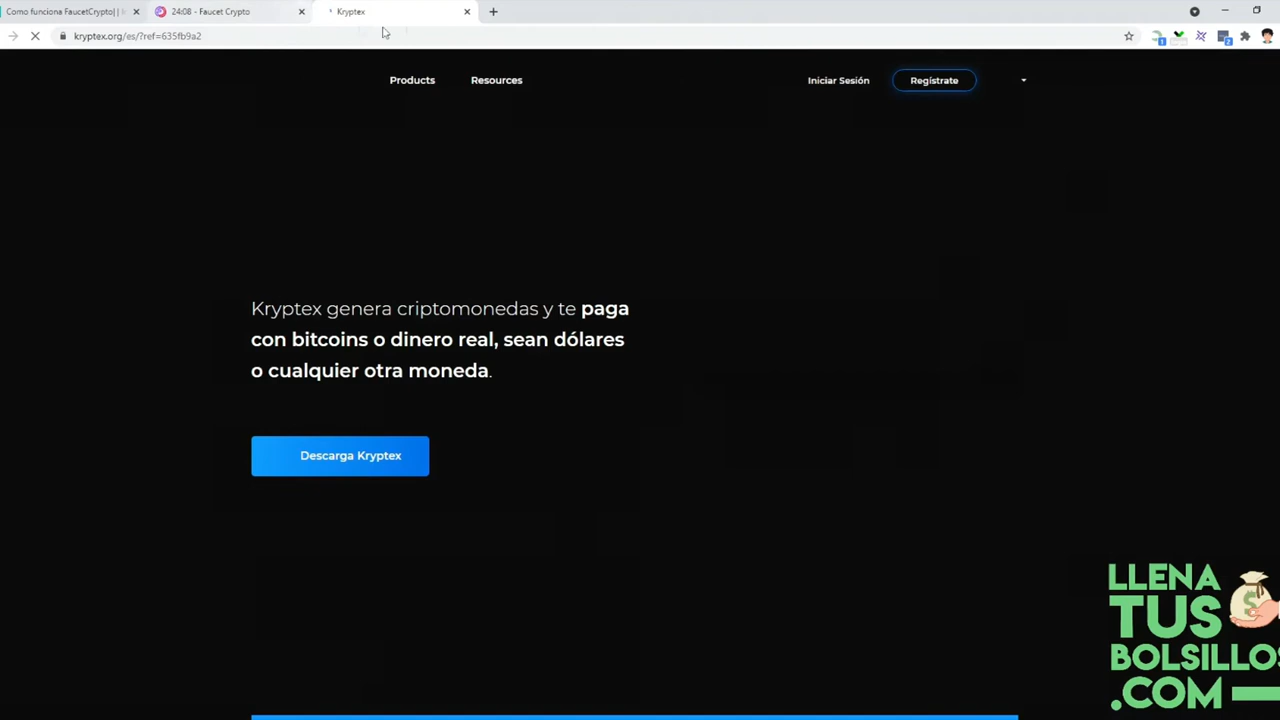 Como funciona FaucetCrypto| |
24:08 - Faucet Crypto
Kryptex
kryptex.org/es/?ref=635fb9a2
Products
Resources
Iniciar Sesión
Regístrate
Kryptex genera criptomonedas y te paga
con bitcoins o dinero real, sean dólares
o cualquier otra moneda.
Descarga Kryptex
LLENA
TUS
BOLSILLOS
.COM